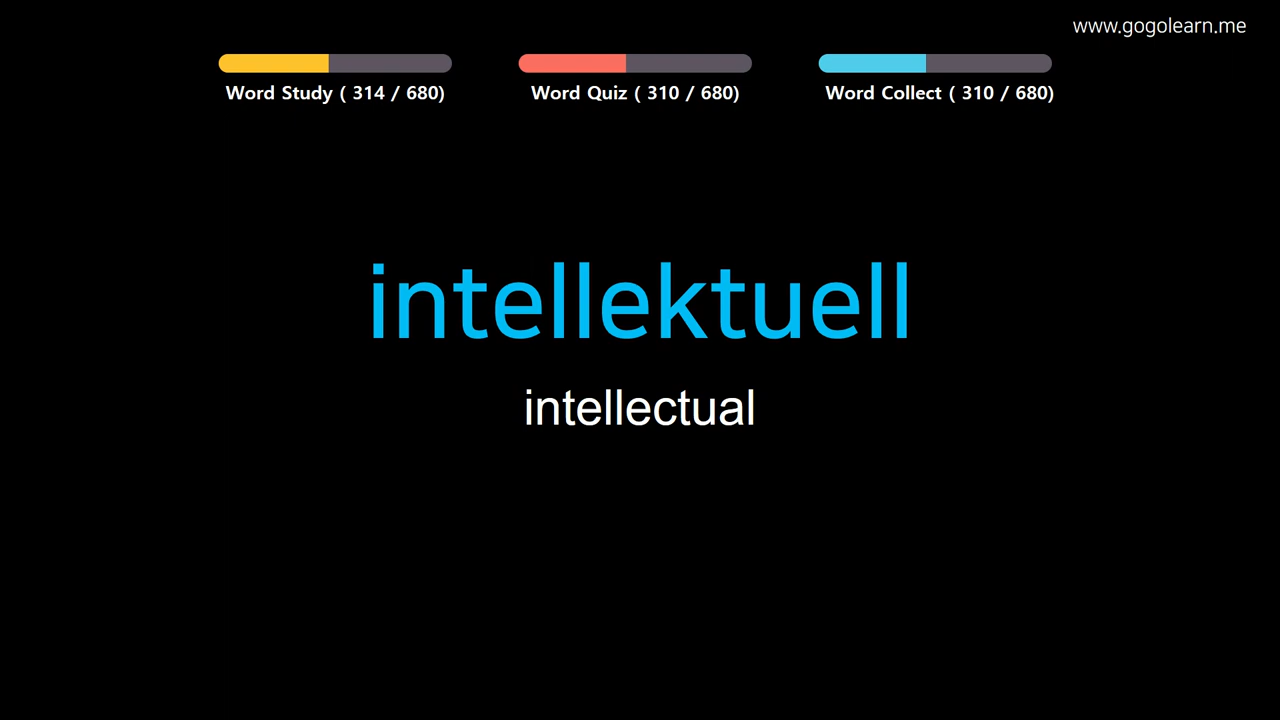 www.gogolearn.me
Word Study ( 314 / 680)
Word Quiz ( 310 / 680)
Word Collect ( 310 / 680)
intellektuell
intellectual